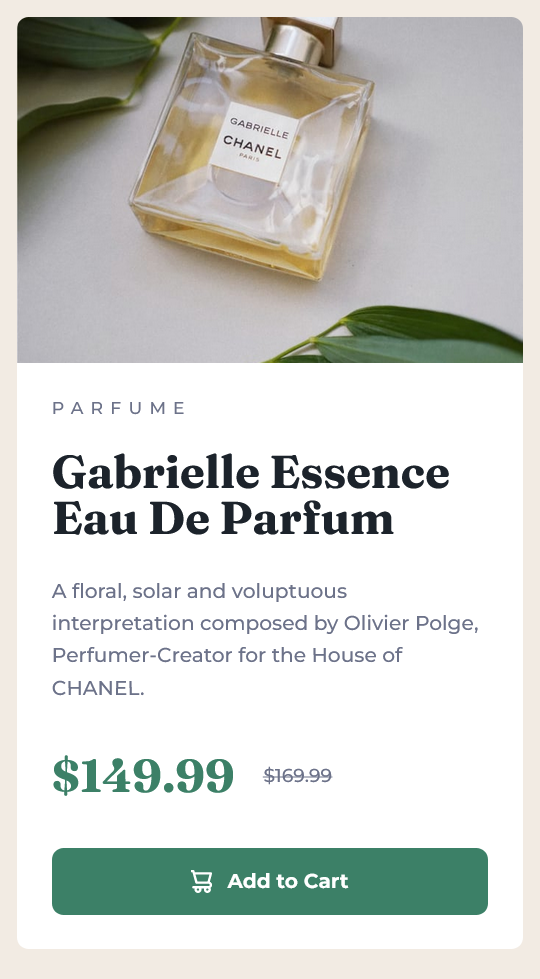 GABRIELLE
CHANEL
PARIS
PARFUME
Gabrielle Essence
Eau De Parfum
A floral, solar and voluptuous
interpretation composed by Olivier Polge,
Perfumer-Creator for the House of
CHANEL.
$149.99 $169.99
Add to Cart